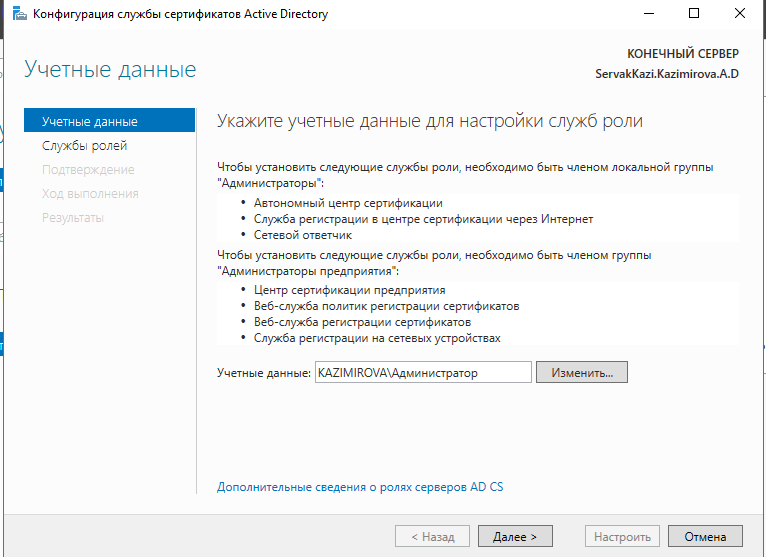 Конфигурация службы сертификатов Active Directory
КОНЕЧНЫЙ СЕРВЕР
ServakKazi.Kazimirova.A.D
Учетные данные
Учетные данные
Службы ролей
Подтверждение
Ход выполнения
Результаты
Укажите учетные данные для настройки служб роли
Чтобы установить следующие службы роли, необходимо быть членом локальной группы
"Администраторы":
• Автономный центр сертификации
• Служба регистрации в центре сертификации через Интернет
• Сетевой ответчик
Чтобы установить следующие службы роли, необходимо быть членом группы
"Администраторы предприятия":
• Центр сертификации предприятия
• Веб-служба политик регистрации сертификатов
• Веб-служба регистрации сертификатов
• Служба регистрации на сетевых устройствах
Учетные данные: KAZIMIROVA\Администратор Изменить...
Дополнительные сведения о ролях серверов AD CS
< Назад Далее > Настроить Отмена